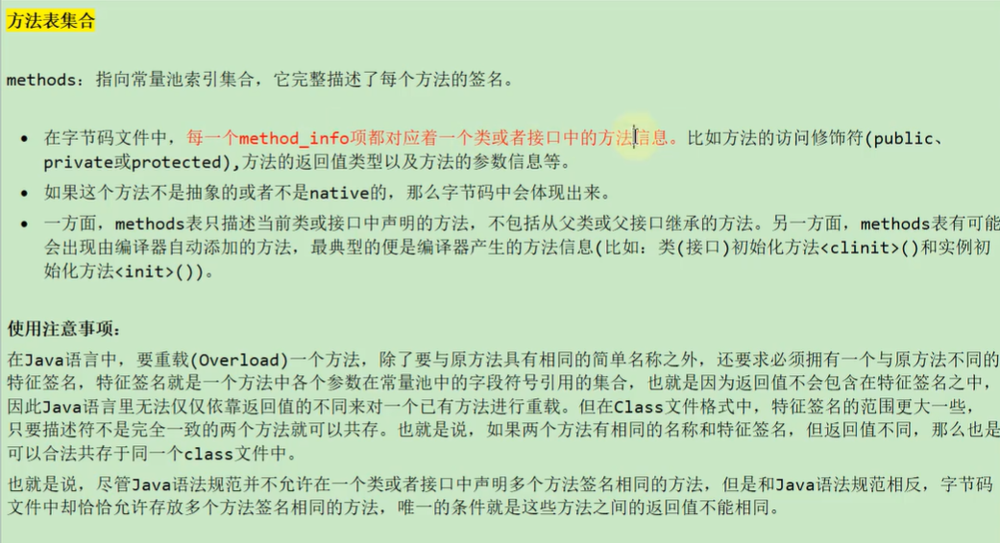 方法表集合
methods：指向常量池索引集合，它完整描述了每个方法的签名。
• 在字节码文件中，每一个method_info项都对应着一个类或者接口中的方法信息。比如方法的访问修饰符(public、
private或protected),方法的返回值类型以及方法的参数信息等。
• 如果这个方法不是抽象的或者不是native的，那么字节码中会体现出来。
• 一方面，methods表只描述当前类或接口中声明的方法，不包括从父类或父接口继承的方法。另一方面，methods表有可能
会出现由编译器自动添加的方法，最典型的便是编译器产生的方法信息(比如：类(接口)初始化方法<clinit>()和实例初
始化方法<init>())。
使用注意事项：
在Java语言中，要重载(Overload)一个方法，除了要与原方法具有相同的简单名称之外，还要求必须拥有一个与原方法不同的
特征签名，特征签名就是一个方法中各个参数在常量池中的字段符号引用的集合，也就是因为返回值不会包含在特征签名之中，
因此Java语言里无法仅仅依靠返回值的不同来对一个已有方法进行重载。但在Class文件格式中，特征签名的范围更大一些，
只要描述符不是完全一致的两个方法就可以共存。也就是说，如果两个方法有相同的名称和特征签名，但返回值不同，那么也是
可以合法共存于同一个class文件中。
也就是说，尽管Java语法规范并不允许在一个类或者接口中声明多个方法签名相同的方法，但是和Java语法规范相反，字节码
文件中却恰恰允许存放多个方法签名相同的方法，唯一的条件就是这些方法之间的返回值不能相同。